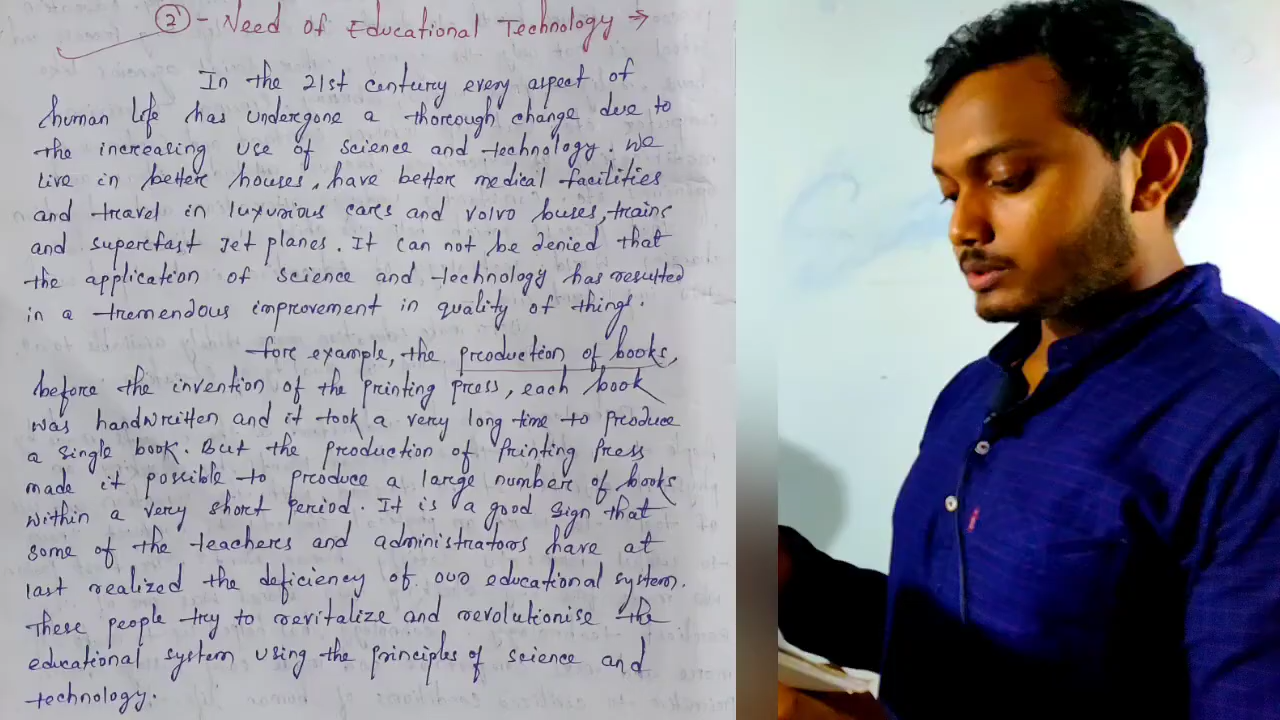 ② - Need of Educational Technology →
In the 21st century every aspect of
human life has undergone a thorough change due to
the increasing use of science and technology. We
live in better houses, have better medical facilities
and travel in luxurious cars and volvo buses, trains
and superfast jet planes. It can not be denied that
the application of science and technology has resulted
in a tremendous improvement in quality of things.
for example, the production of books,
before the invention of the printing press, each book
was handwritten and it took a very long time to produce
a single book. But the production of Printing Press
made it possible to produce a large number of books
within a very short period. It is a good sign that
some of the teachers and administrators have at
last realized the deficiency of our educational system.
These people try to revitalize and revolutionise the
educational system using the principles of science and
technology.